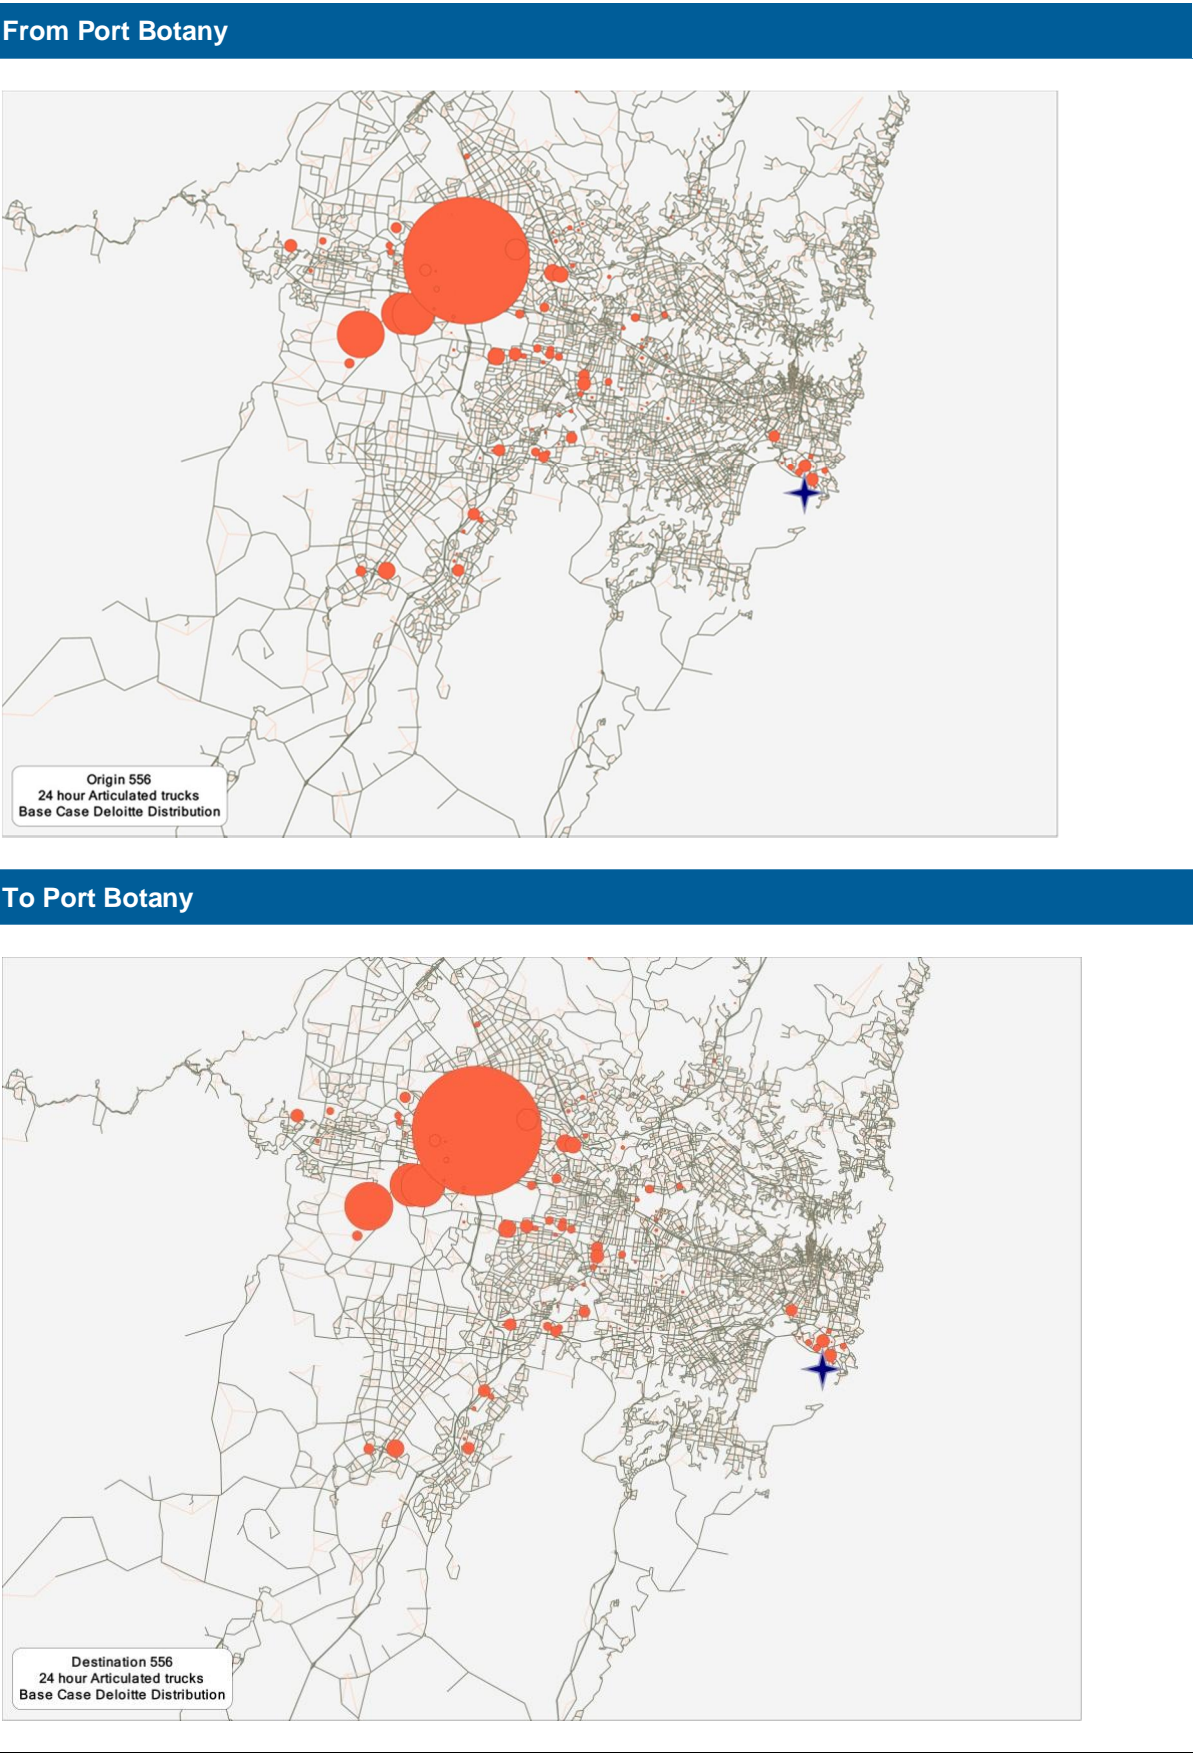 From Port Botany
Origin 556
24 hour Articulated trucks
Base Case Deloitte Distribution
To Port Botany
Destination 556
24 hour Articulated trucks
Base Case Deloitte Distribution